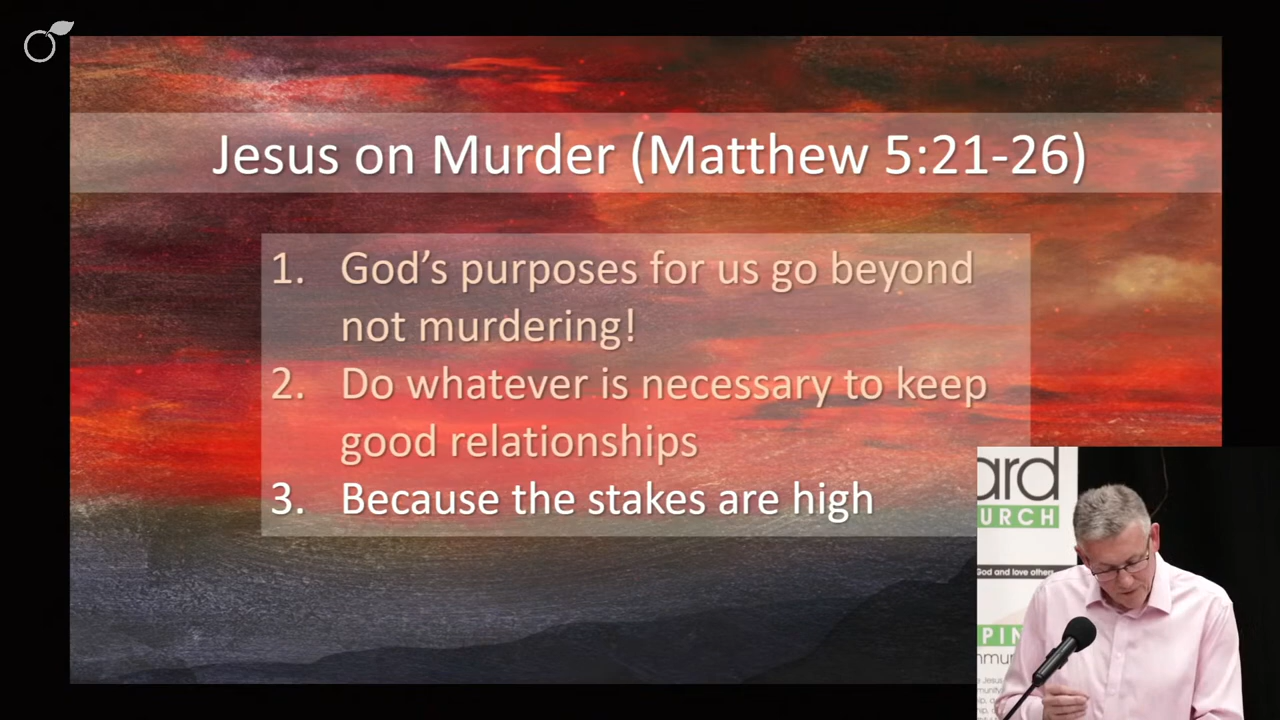 Jesus on Murder (Matthew 5:21-26)
1. God’s purposes for us go beyond
not murdering!
2. Do whatever is necessary to keep
good relationships
3. Because the stakes are high
ard
URCH
God and love others
PIN